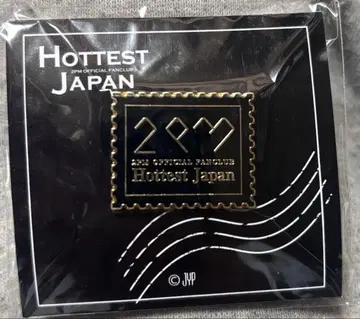 HOTTEST
2PM OFFICIAL FANCLUB
JAPAN
2PM
2PM OFFICIAL FANCLUB
Hottest Japan
© JYP